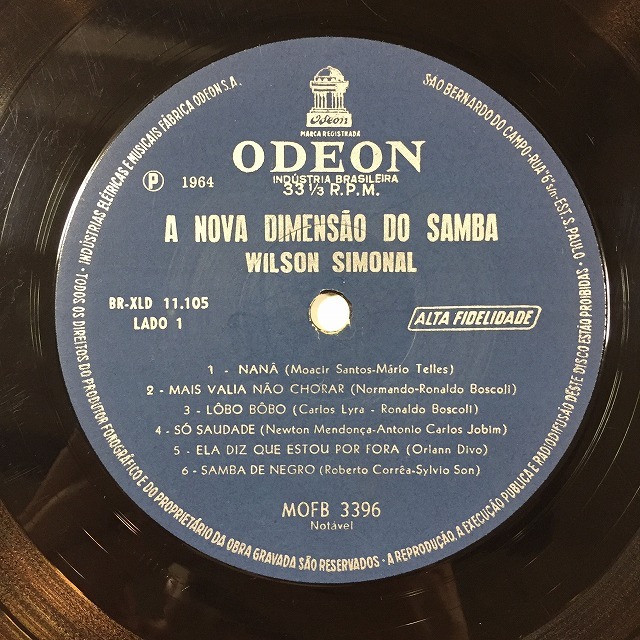 Odeon
MARCA REGISTRADA
ODEON
INDÚSTRIA BRASILEIRA
33 1/3 R.P.M.
℗ 1964
A NOVA DIMENSÃO DO SAMBA
WILSON SIMONAL
BR-XLD 11.105
LADO 1
ALTA FIDELIDADE
1 - NANÃ (Moacir Santos-Mário Telles)
2 - MAIS VALIA NÃO CHORAR (Normando-Ronaldo Boscoli)
3 - LÔBO BÔBO (Carlos Lyra - Ronaldo Boscoli)
4 - SÓ SAUDADE (Newton Mendonça-Antonio Carlos Jobim)
5 - ELA DIZ QUE ESTOU POR FORA (Orlann Divo)
6 - SAMBA DE NEGRO (Roberto Corrêa-Sylvio Son)
MOFB 3396
Notável
INDÚSTRIAS ELÉTRICAS E MUSICAIS FÁBRICA ODEON S.A.
SÃO BERNARDO DO CAMPO-RUA "6" s/n-EST. S. PAULO
TODOS OS DIREITOS DO PRODUTOR FONOGRÁFICO E DO PROPRIETÁRIO DA OBRA GRAVADA SÃO RESERVADOS - A REPRODUÇÃO, A EXECUÇÃO PUBLICA E RADIODIFUSÃO DESTE DISCO ESTÃO PROIBIDAS